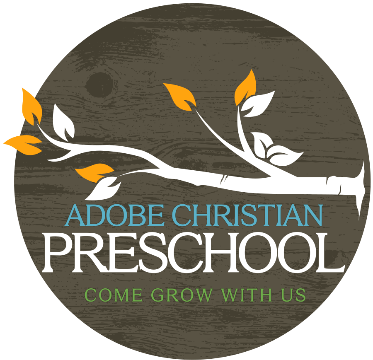 ADOBE CHRISTIAN
PRESCHOOL
COME GROW WITH US